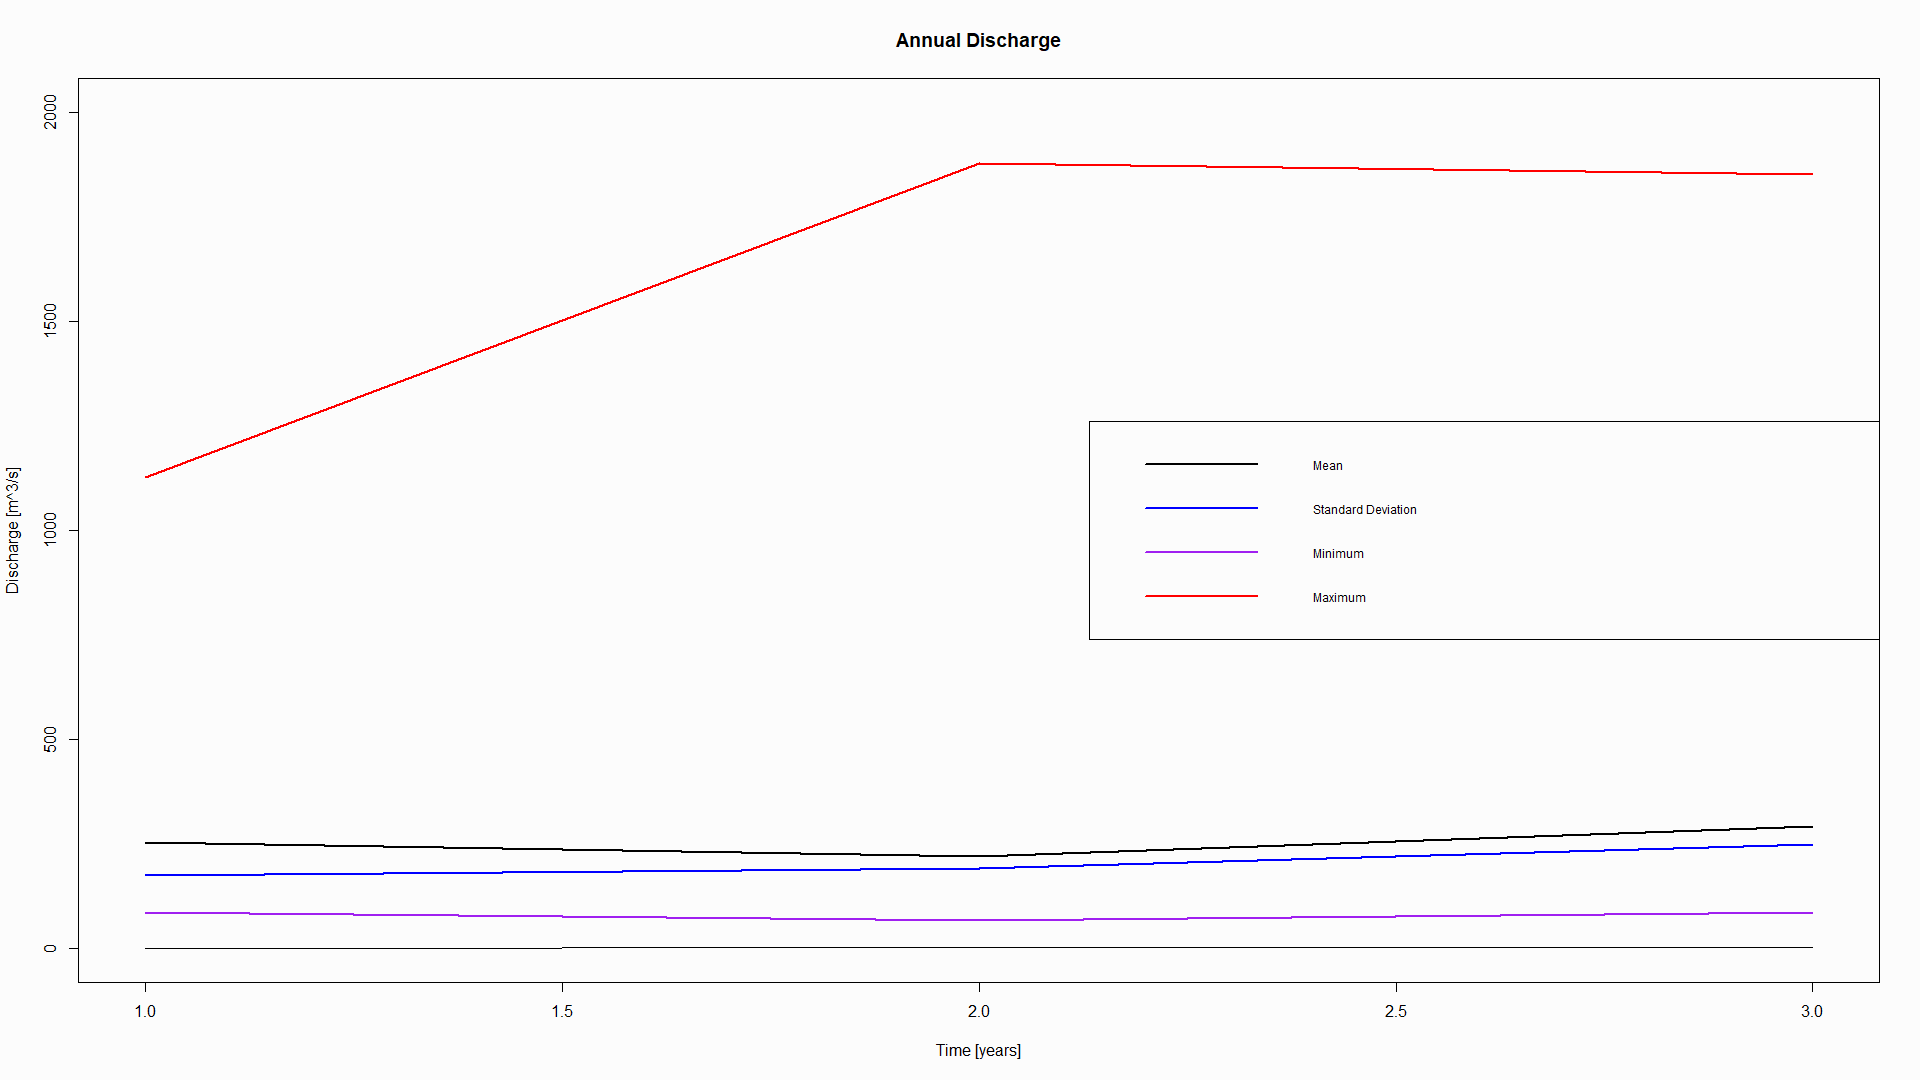 Annual Discharge
2000
1500
1000
500
0
Discharge [m^3/s]
Mean
Standard Deviation
Minimum
Maximum
1.0 1.5 2.0 2.5 3.0
Time [years]